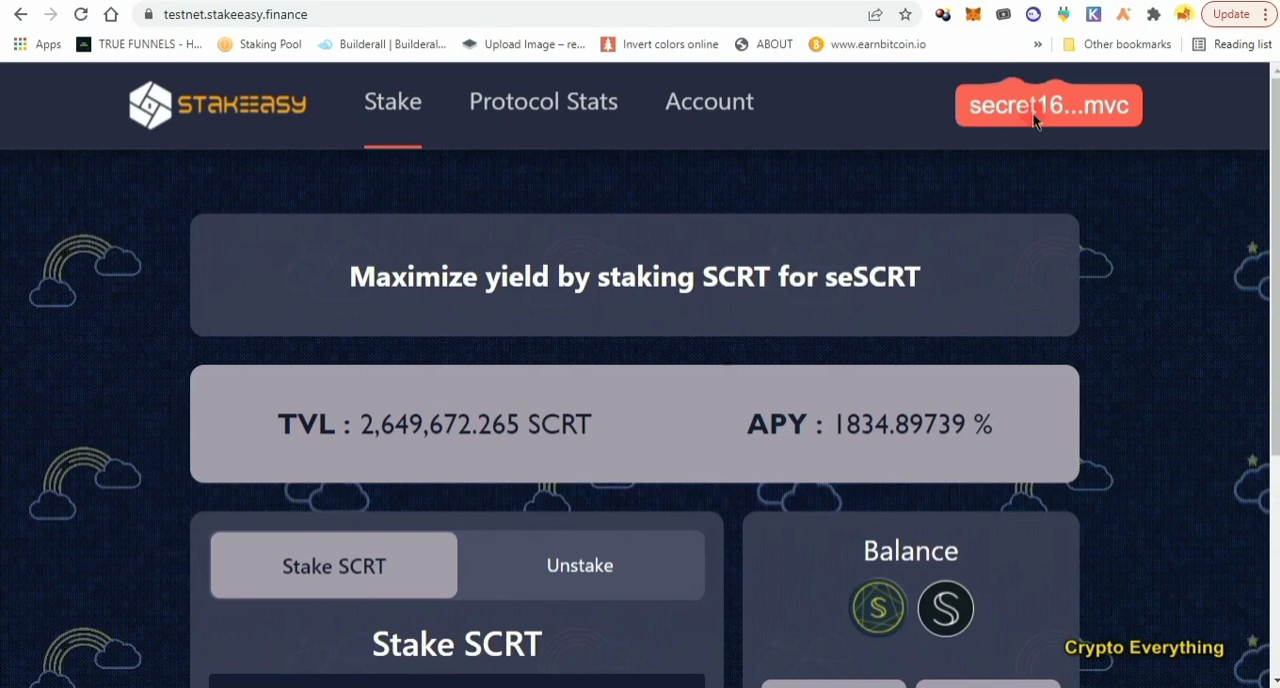 testnet.stakeeasy.finance
Update
Apps
TRUE FUNNELS - H...
Staking Pool
Builderall | Builderal...
Upload Image – re...
Invert colors online
ABOUT
www.earnbitcoin.io
»
Other bookmarks
Reading list
STAKEEASY
Stake
Protocol Stats
Account
secret16...mvc
Maximize yield by staking SCRT for seSCRT
TVL : 2,649,672.265 SCRT
APY : 1834.89739 %
Stake SCRT
Unstake
Balance
Stake SCRT
Crypto Everything